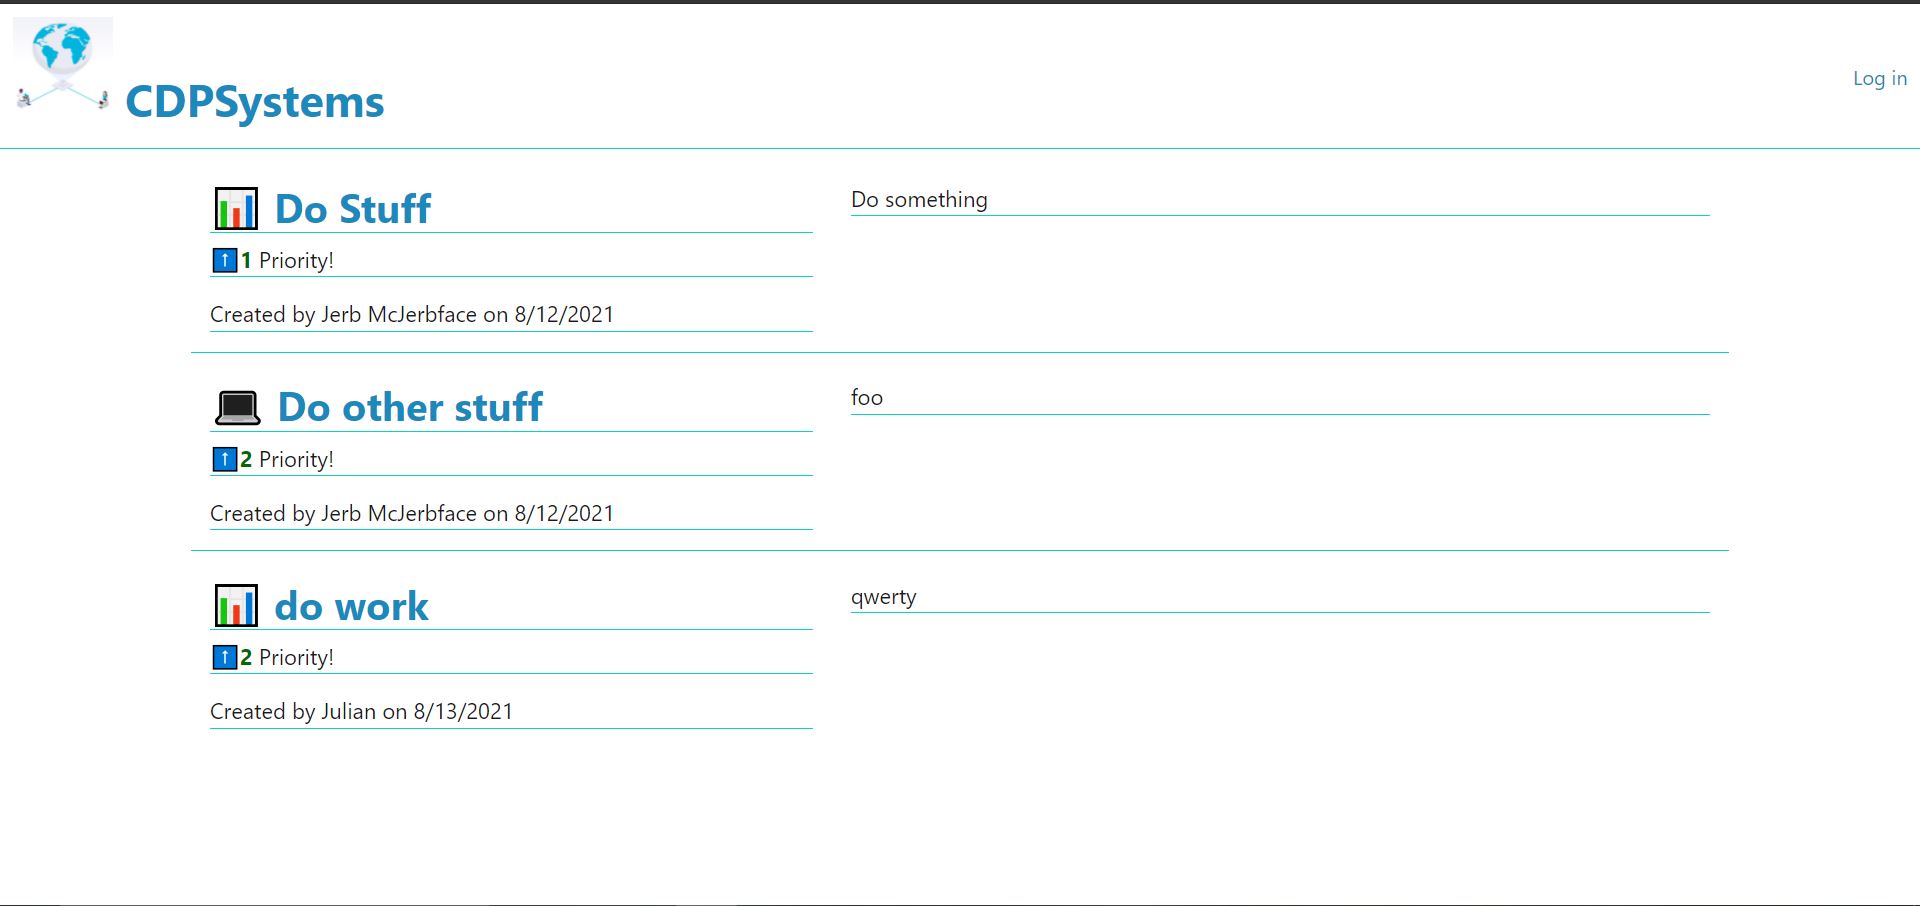 CDPSystems
Log in
📊 Do Stuff
⬆️1 Priority!
Created by Jerb McJerbface on 8/12/2021
Do something
💻 Do other stuff
⬆️2 Priority!
Created by Jerb McJerbface on 8/12/2021
foo
📊 do work
⬆️2 Priority!
Created by Julian on 8/13/2021
qwerty